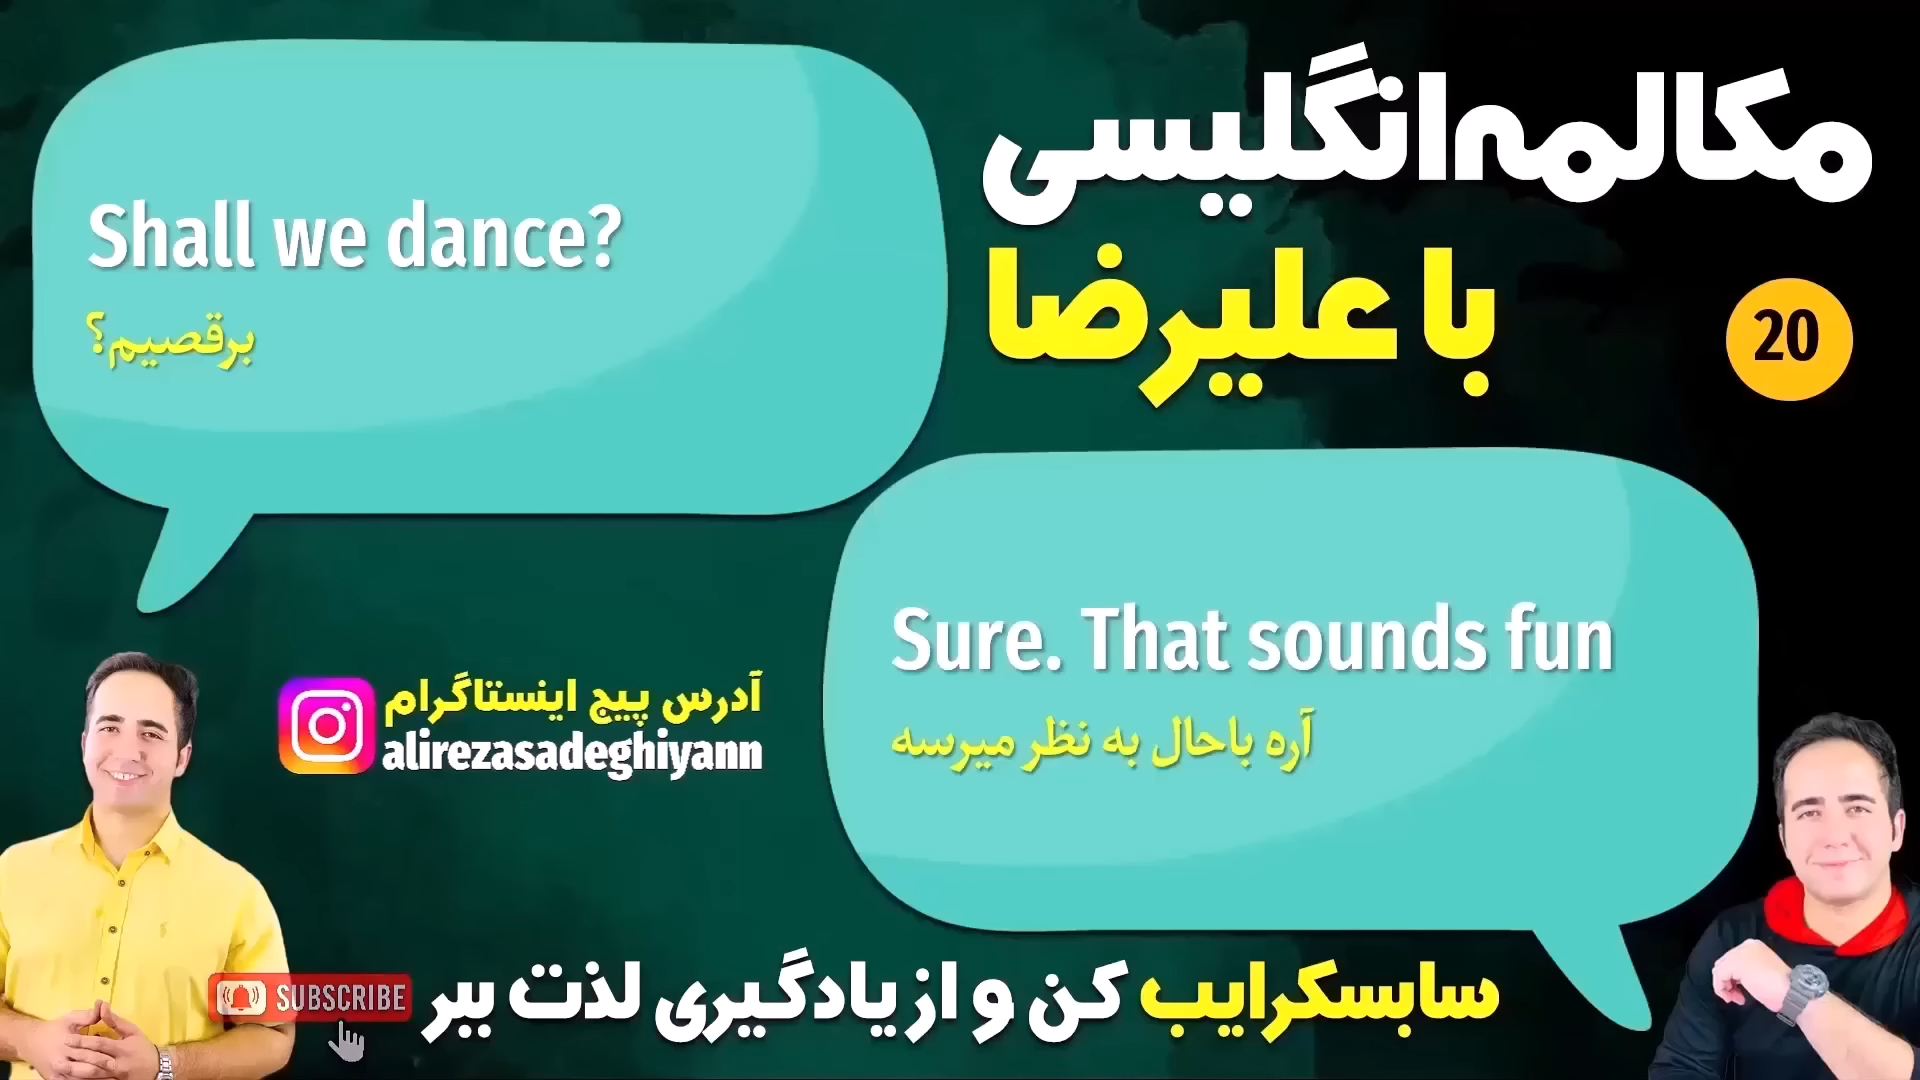 Shall we dance?
برقصیم؟
مکالمه انگلیسی
با علیرضا
20
Sure. That sounds fun
آره باحال به نظر میرسه
آدرس پیج اینستاگرام
alirezasadeghiyann
SUBSCRIBE
سابسکرایب کن و از یادگیری لذت ببر